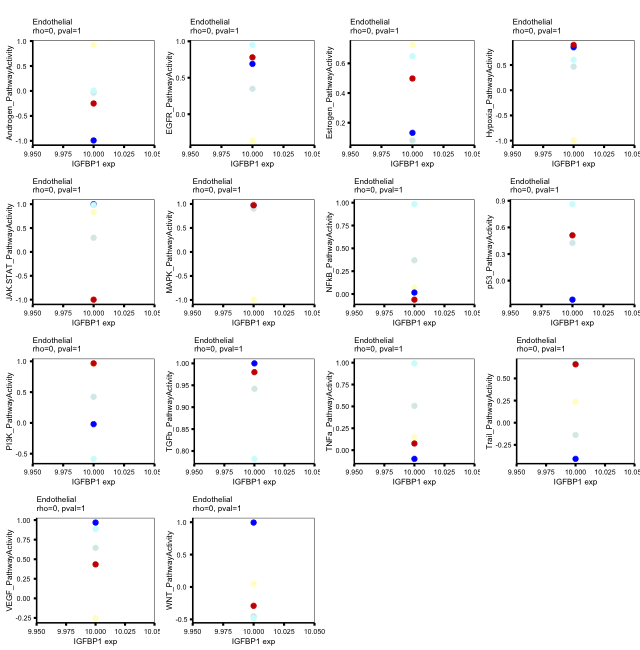 Endothelial
rho=0, pval=1
Androgen_PathwayActivity
1.0
0.5
0.0
-0.5
-1.0
9.950 9.975 10.000 10.025 10.05
IGFBP1 exp
Endothelial
rho=0, pval=1
EGFR_PathwayActivity
1.0
0.5
0.0
9.950 9.975 10.000 10.025 10.05
IGFBP1 exp
Endothelial
rho=0, pval=1
Estrogen_PathwayActivity
0.6
0.4
0.2
9.950 9.975 10.000 10.025 10.05
IGFBP1 exp
Endothelial
rho=0, pval=1
Hypoxia_PathwayActivity
0.5
0.0
-0.5
-1.0
9.950 9.975 10.000 10.025 10.05
IGFBP1 exp
Endothelial
rho=0, pval=1
JAK.STAT_PathwayActivity
1.0
0.5
0.0
-0.5
-1.0
9.950 9.975 10.000 10.025 10.05
IGFBP1 exp
Endothelial
rho=0, pval=1
MAPK_PathwayActivity
1.0
0.5
0.0
-0.5
-1.0
9.950 9.975 10.000 10.025 10.05
IGFBP1 exp
Endothelial
rho=0, pval=1
NFkB_PathwayActivity
1.00
0.75
0.50
0.25
0.00
9.950 9.975 10.000 10.025 10.05
IGFBP1 exp
Endothelial
rho=0, pval=1
p53_PathwayActivity
0.9
0.6
0.3
0.0
9.950 9.975 10.000 10.025 10.05
IGFBP1 exp
Endothelial
rho=0, pval=1
PI3K_PathwayActivity
1.0
0.5
0.0
-0.5
9.950 9.975 10.000 10.025 10.05
IGFBP1 exp
Endothelial
rho=0, pval=1
TGFb_PathwayActivity
1.00
0.95
0.90
0.85
0.80
9.950 9.975 10.000 10.025 10.05
IGFBP1 exp
Endothelial
rho=0, pval=1
TNFa_PathwayActivity
1.00
0.75
0.50
0.25
0.00
9.950 9.975 10.000 10.025 10.05
IGFBP1 exp
Endothelial
rho=0, pval=1
Trail_PathwayActivity
0.50
0.25
0.00
-0.25
9.950 9.975 10.000 10.025 10.05
IGFBP1 exp
Endothelial
rho=0, pval=1
VEGF_PathwayActivity
1.00
0.75
0.50
0.25
0.00
-0.25
9.950 9.975 10.000 10.025 10.05
IGFBP1 exp
Endothelial
rho=0, pval=1
WNT_PathwayActivity
1.0
0.5
0.0
-0.5
9.950 9.975 10.000 10.025 10.050
IGFBP1 exp